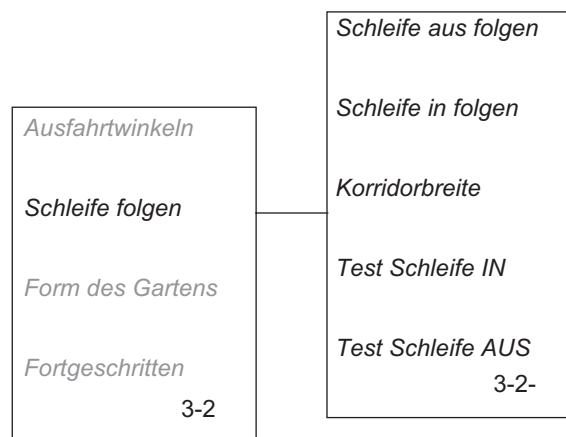 Ausfahrtwinkeln
Schleife folgen
Form des Gartens
Fortgeschritten
3-2
Schleife aus folgen
Schleife in folgen
Korridorbreite
Test Schleife IN
Test Schleife AUS
3-2-